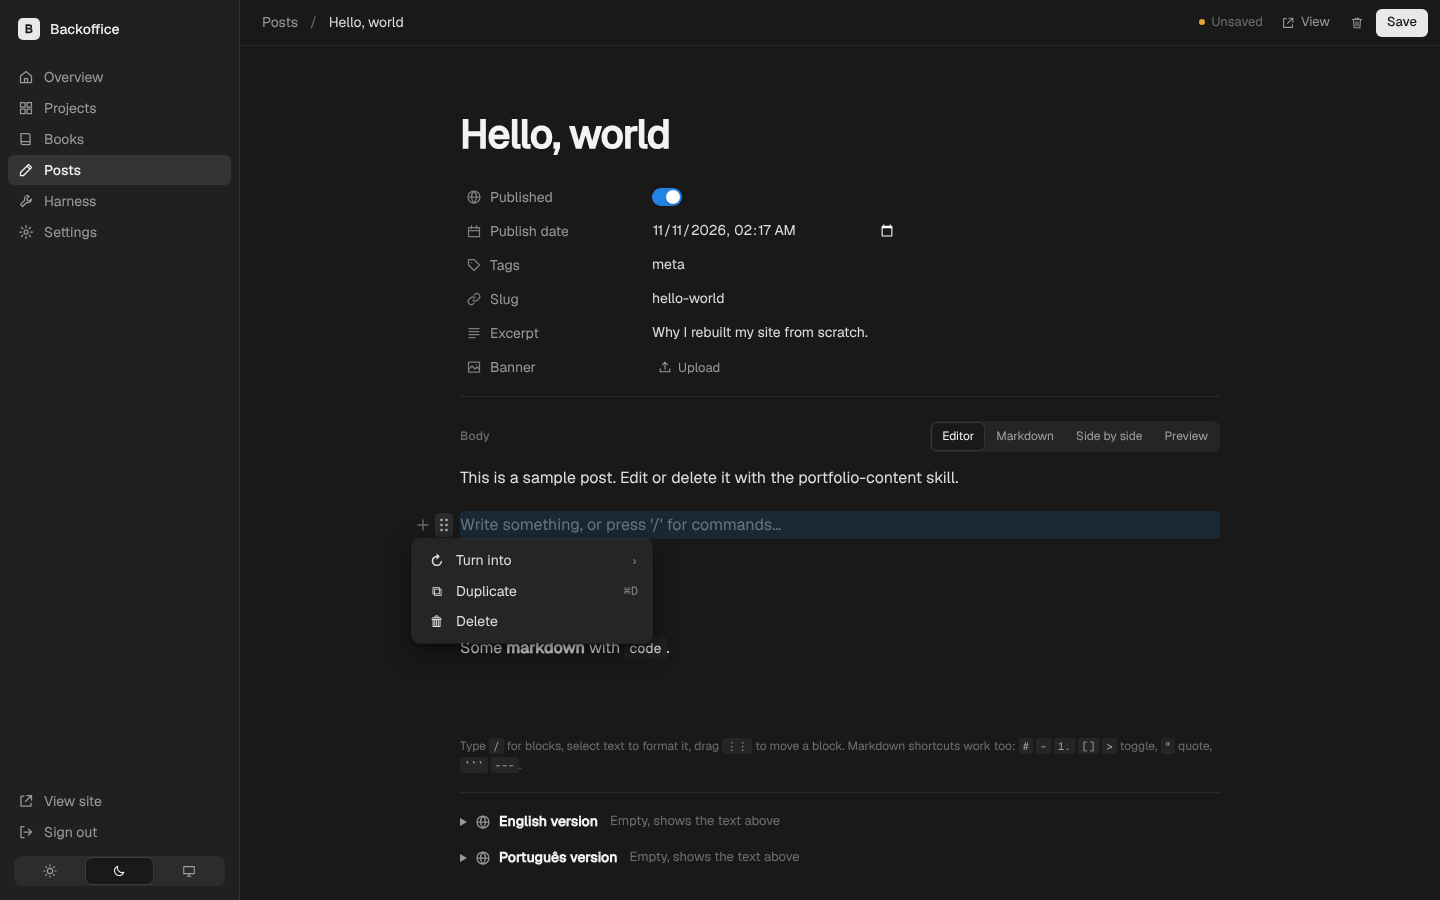 B Backoffice
Overview
Projects
Books
Posts
Harness
Settings
View site
Sign out
Posts / Hello, world
Unsaved
View
Save
Hello, world
Published
Publish date 11/11/2026, 02:17 AM
Tags meta
Slug hello-world
Excerpt Why I rebuilt my site from scratch.
Banner Upload
Body
Editor Markdown Side by side Preview
This is a sample post. Edit or delete it with the portfolio-content skill.
Write something, or press '/' for commands...
Turn into ›
Duplicate ⌘D
Delete
Some markdown with code.
Type / for blocks, select text to format it, drag ⋮⋮ to move a block. Markdown shortcuts work too: # - 1. [] > toggle, " quote,
``` ---.
English version Empty, shows the text above
Português version Empty, shows the text above